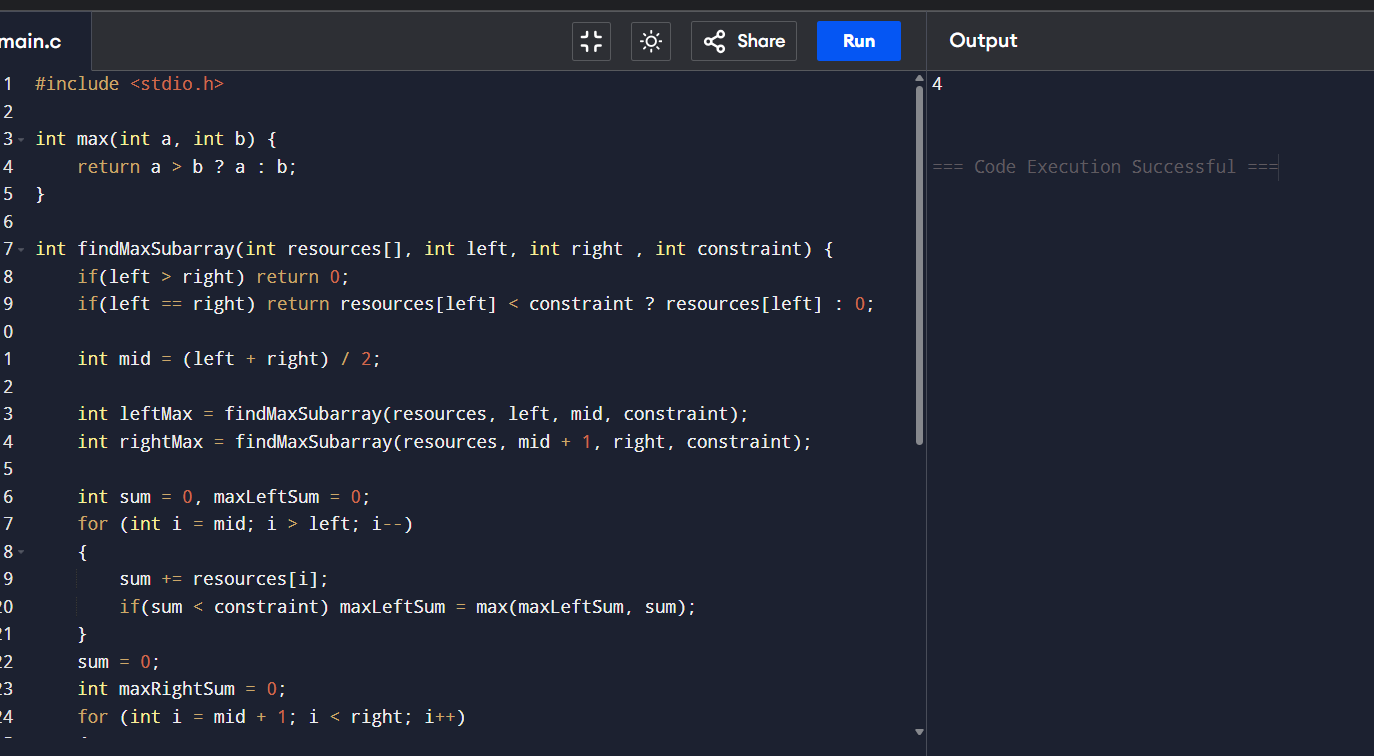 main.c
Share
Run
Output
1 #include <stdio.h>
2
3 int max(int a, int b) {
4     return a > b ? a : b;
5 }
6
7 int findMaxSubarray(int resources[], int left, int right , int constraint) {
8     if(left > right) return 0;
9     if(left == right) return resources[left] < constraint ? resources[left] : 0;
0
1     int mid = (left + right) / 2;
2
3     int leftMax = findMaxSubarray(resources, left, mid, constraint);
4     int rightMax = findMaxSubarray(resources, mid + 1, right, constraint);
5
6     int sum = 0, maxLeftSum = 0;
7     for (int i = mid; i > left; i--)
8     {
9         sum += resources[i];
20         if(sum < constraint) maxLeftSum = max(maxLeftSum, sum);
21     }
22     sum = 0;
23     int maxRightSum = 0;
24     for (int i = mid + 1; i < right; i++)
4
=== Code Execution Successful ===